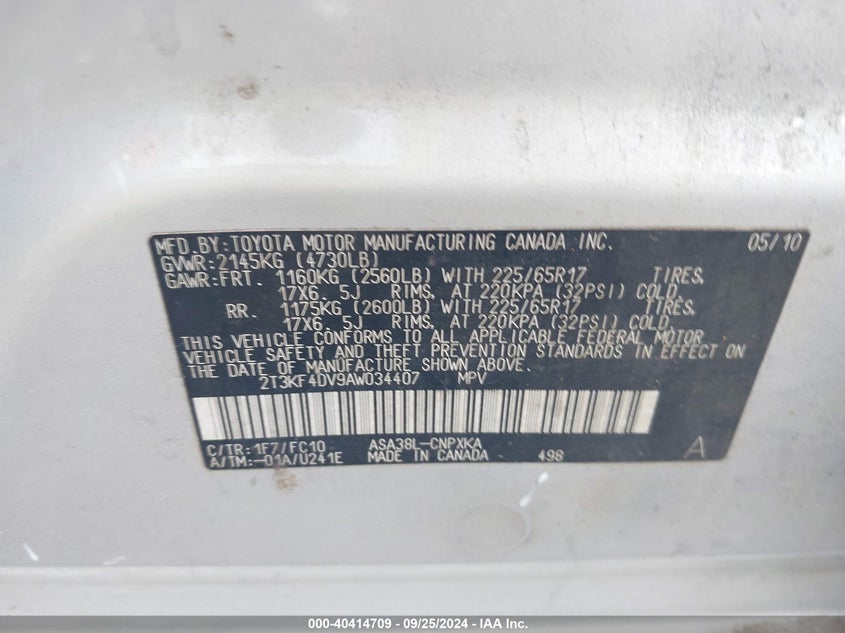 MFD.BY:TOYOTA MOTOR MANUFACTURING CANADA INC. 05/10
GVWR:2145KG (4730LB)
GAWR:FRT. 1160KG (2560LB) WITH 225/65R17 TIRES,
17X6. 5J RIMS, AT 220KPA (32PSI) COLD.
RR. 1175KG (2600LB) WITH 225/65R17 TIRES,
17X6. 5J RIMS, AT 220KPA (32PSI) COLD.
THIS VEHICLE CONFORMS TO ALL APPLICABLE FEDERAL MOTOR
VEHICLE SAFETY AND THEFT PREVENTION STANDARDS IN EFFECT ON
THE DATE OF MANUFACTURE SHOWN ABOVE.
2T3KF4DV9AW034407 MPV
C/TR:1F7/FC10 ASA38L-CNPXKA
A/TM:-01A/U241E MADE IN CANADA 498 A
000-40414709 - 09/25/2024 - IAA Inc.